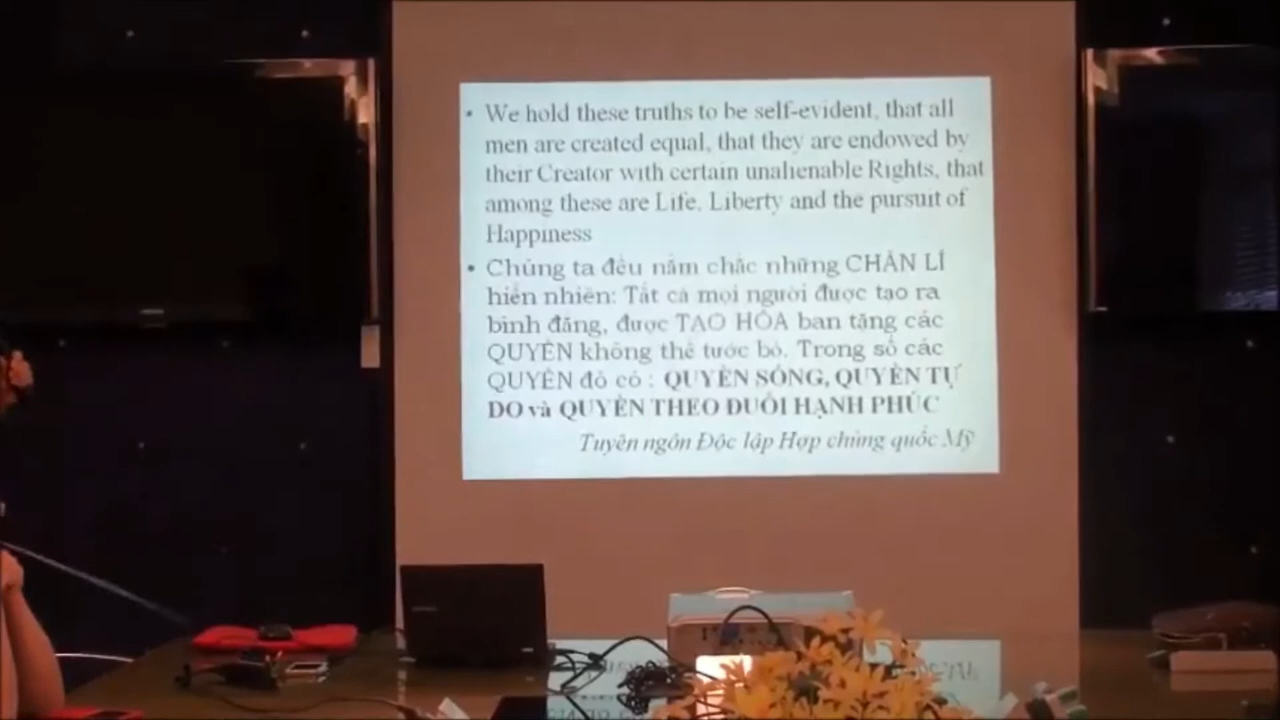 • We hold these truths to be self-evident, that all
men are created equal, that they are endowed by
their Creator with certain unalienable Rights, that
among these are Life, Liberty and the pursuit of
Happiness
• Chúng ta đều nắm chắc những CHÂN LÍ
hiển nhiên: Tất cả mọi người được tạo ra
bình đẳng, được TẠO HÓA ban tặng các
QUYỀN không thể tước bỏ. Trong số các
QUYỀN đó có : QUYỀN SỐNG, QUYỀN TỰ
DO và QUYỀN THEO ĐUỔI HẠNH PHÚC
Tuyên ngôn Độc lập Hợp chủng quốc Mỹ